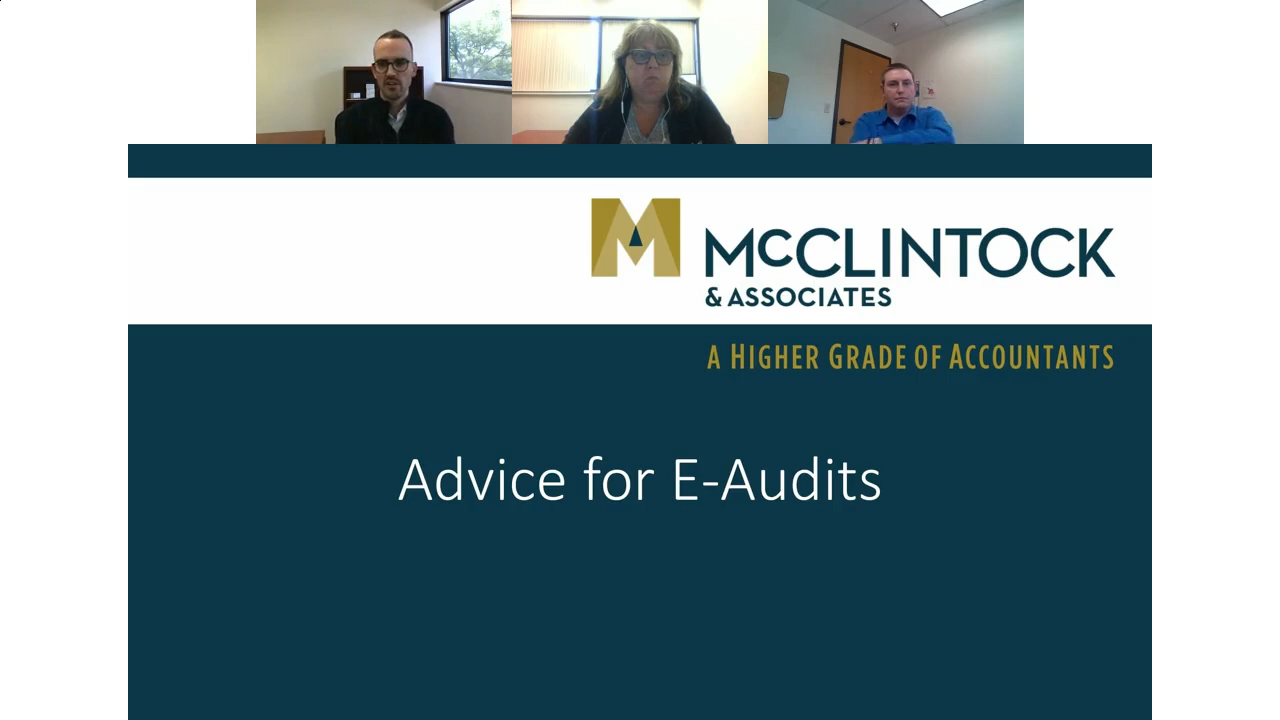 McCLINTOCK
& ASSOCIATES
A HIGHER GRADE OF ACCOUNTANTS
Advice for E-Audits